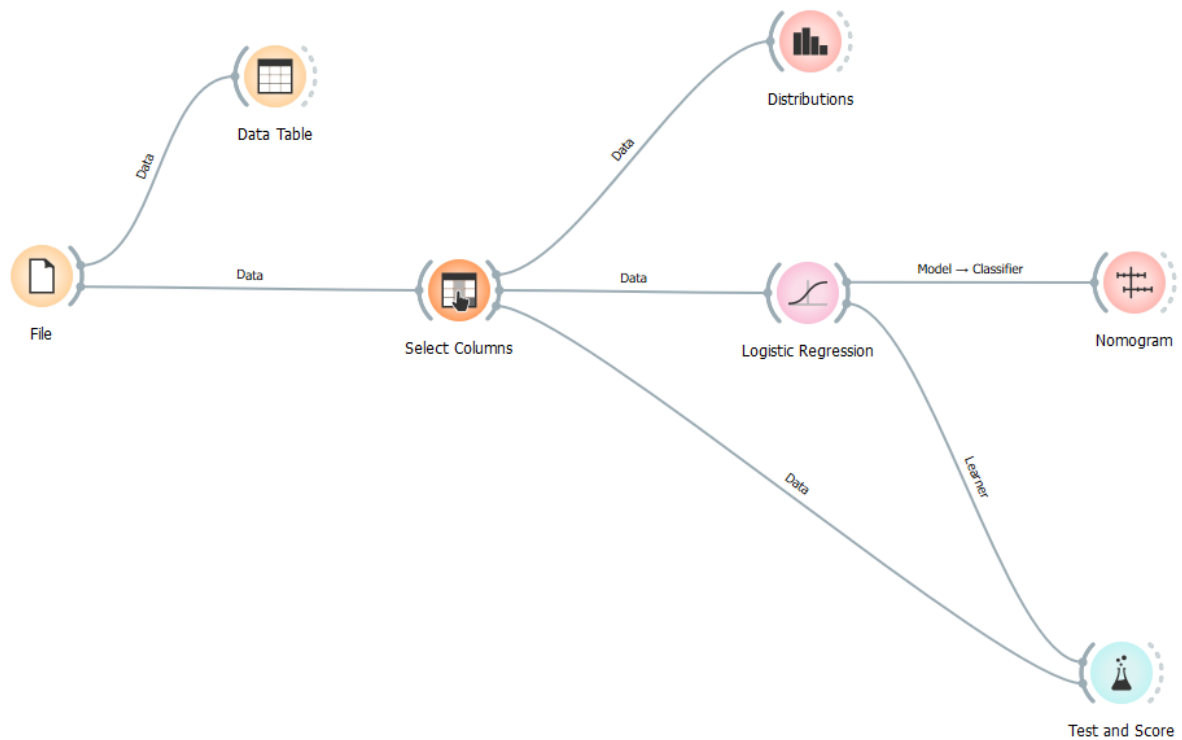 Distributions
Data Table
Data
Data
File
Data
Select Columns
Data
Logistic Regression
Model → Classifier
Nomogram
Learner
Data
Test and Score